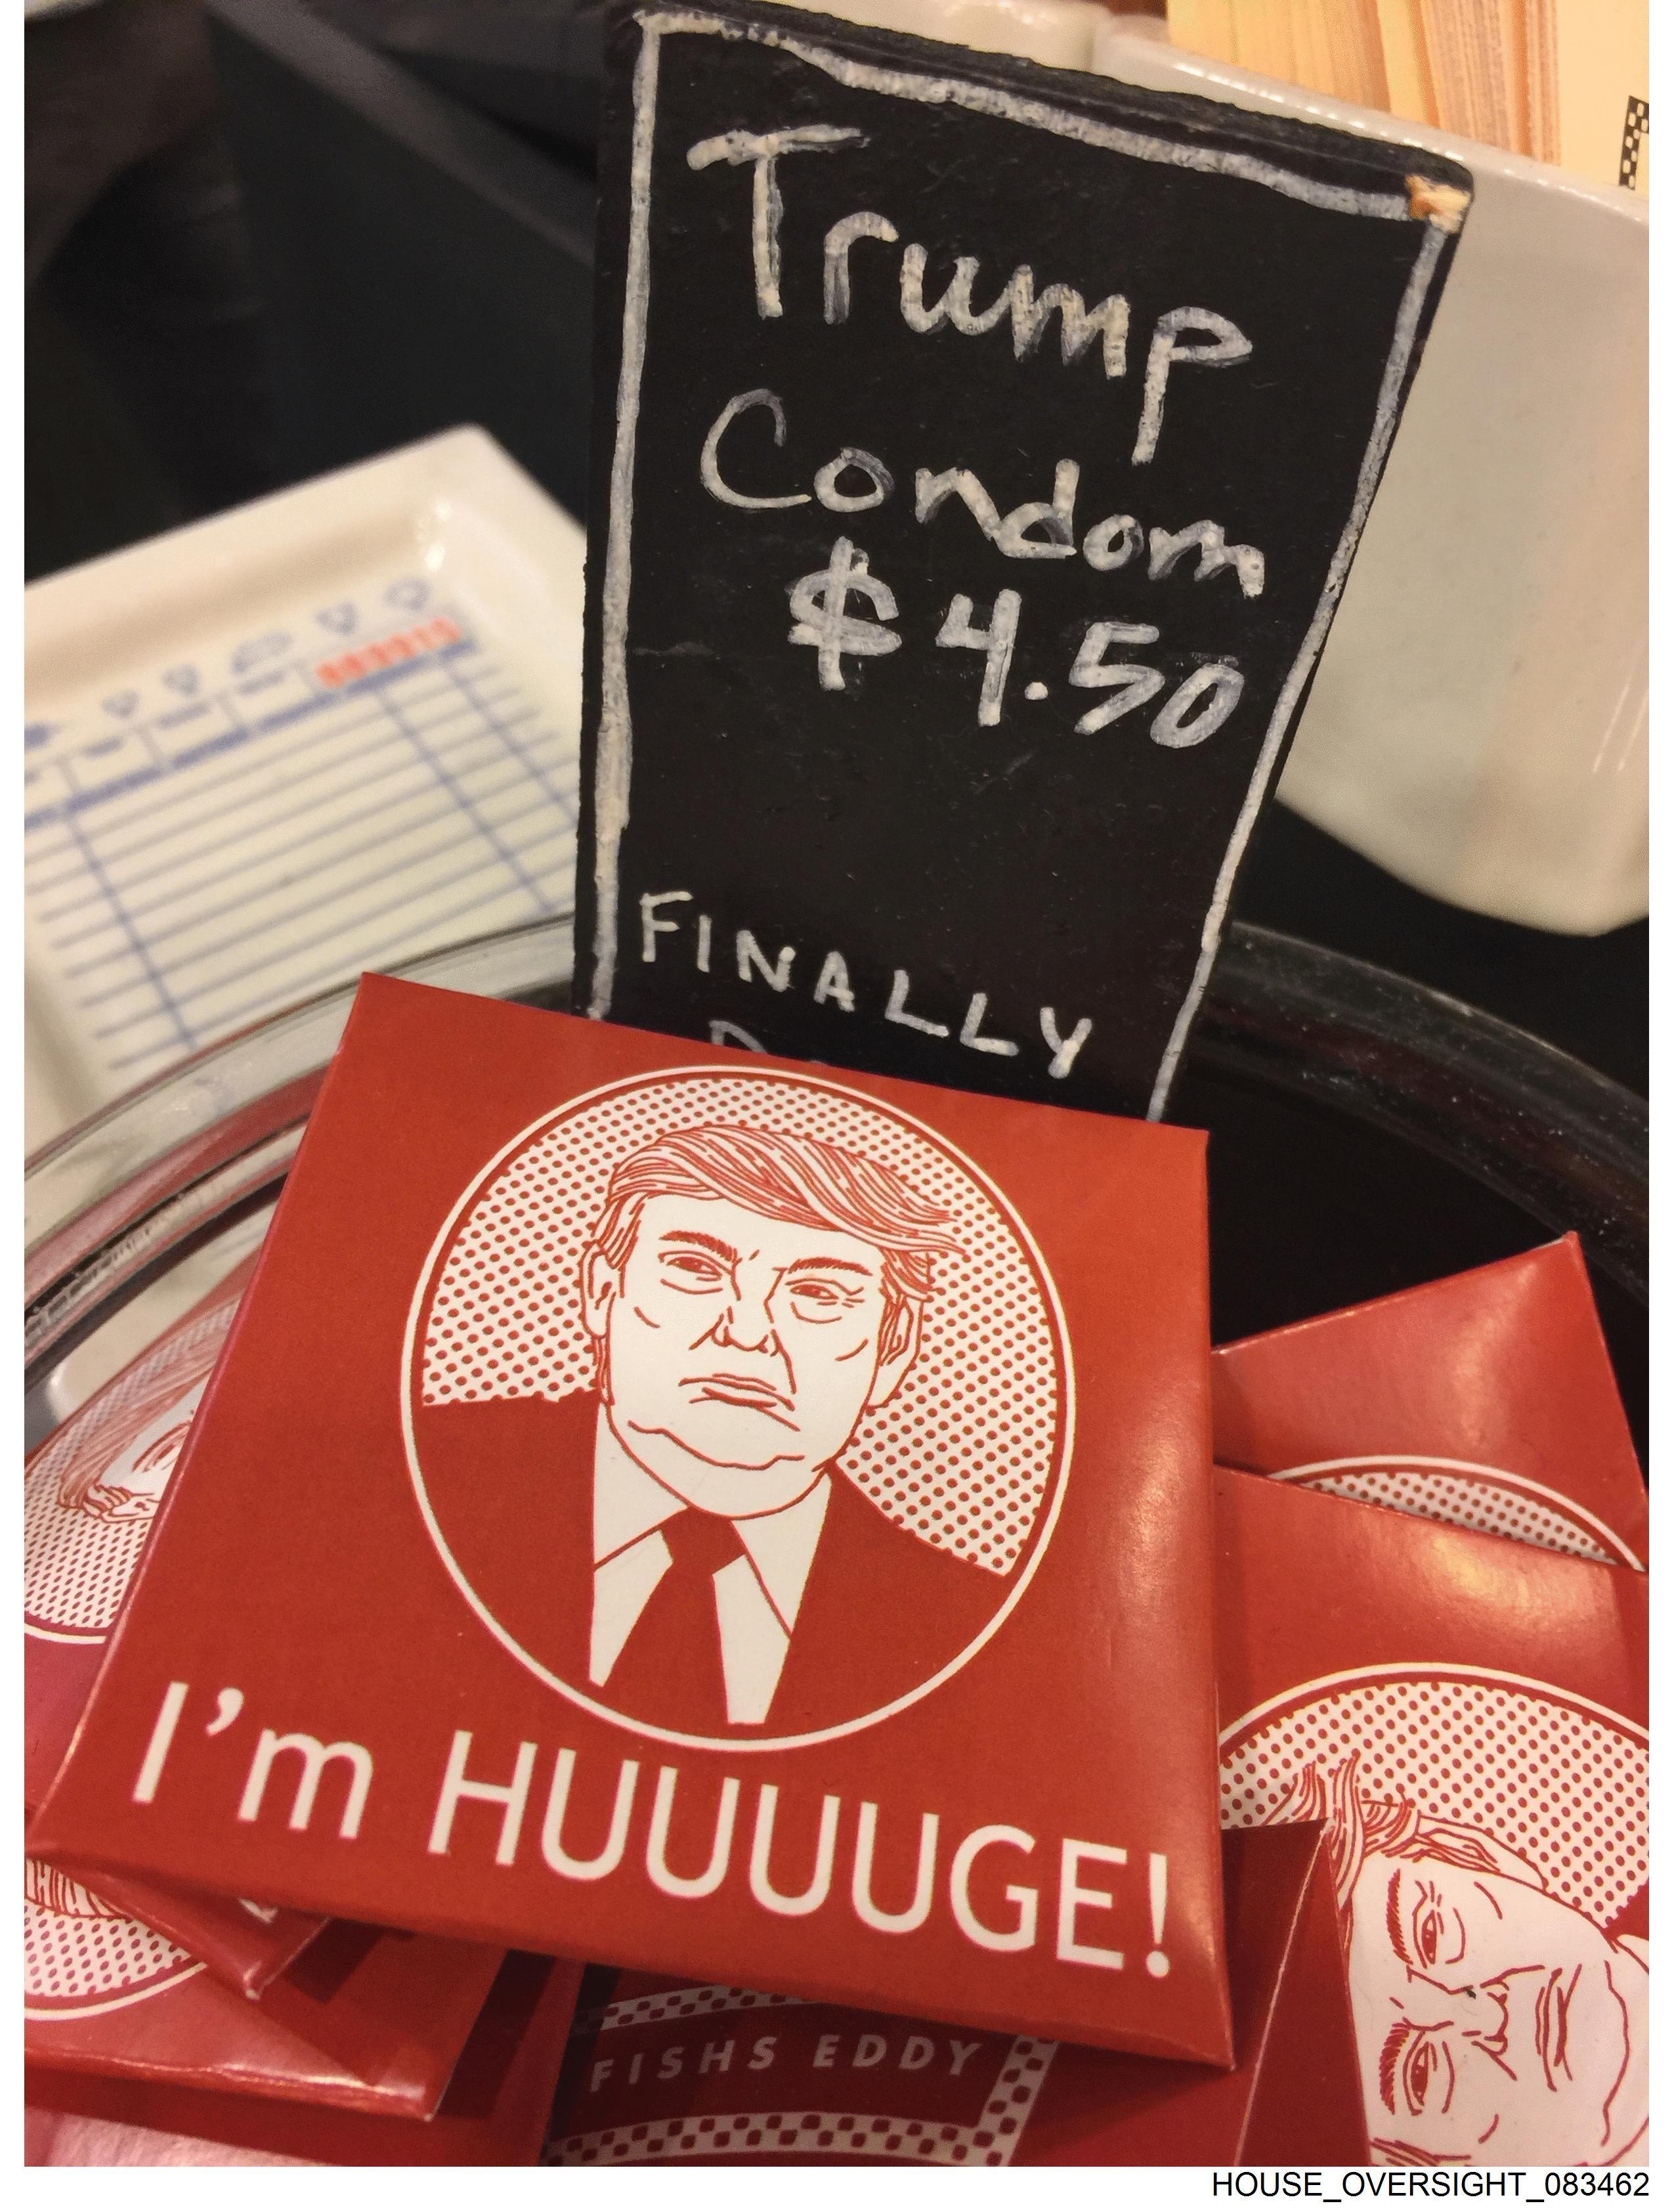 Trump
Condom
$4.50
FINALLY
I'm HUUUUGE!
FISHS EDDY
HOUSE_OVERSIGHT_083462